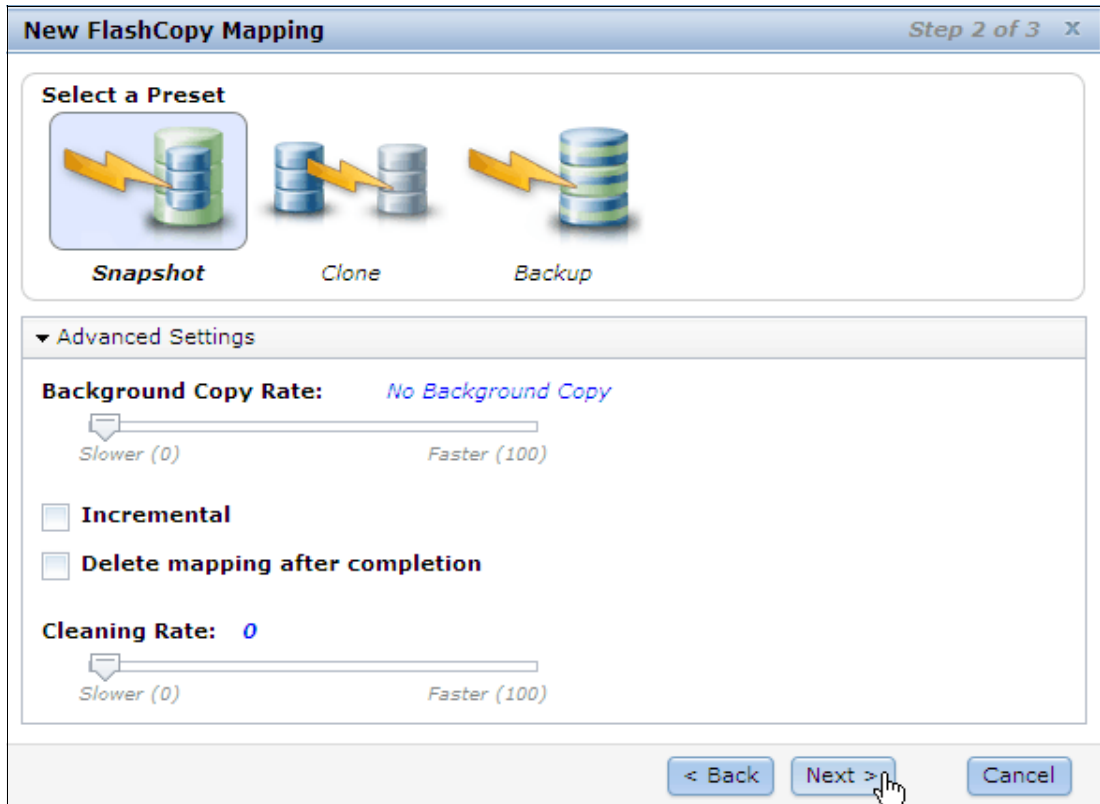 New FlashCopy Mapping Step 2 of 3 x
Select a Preset
Snapshot Clone Backup
Advanced Settings
Background Copy Rate: No Background Copy
Slower (0) Faster (100)
Incremental
Delete mapping after completion
Cleaning Rate: 0
Slower (0) Faster (100)
< Back Next > Cancel